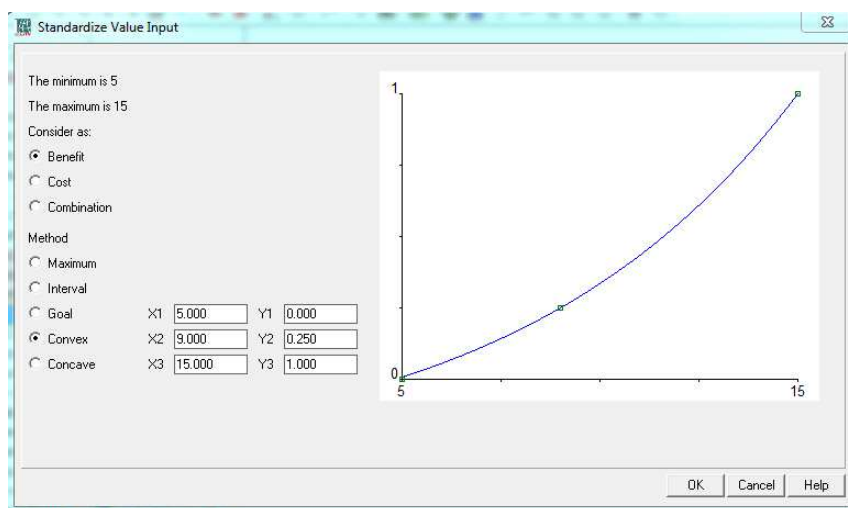 Standardize Value Input
The minimum is 5
The maximum is 15
Consider as:
Benefit
Cost
Combination
Method
Maximum
Interval
Goal X1 5.000 Y1 0.000
Convex X2 9.000 Y2 0.250
Concave X3 15.000 Y3 1.000
1
0
5 15
OK Cancel Help